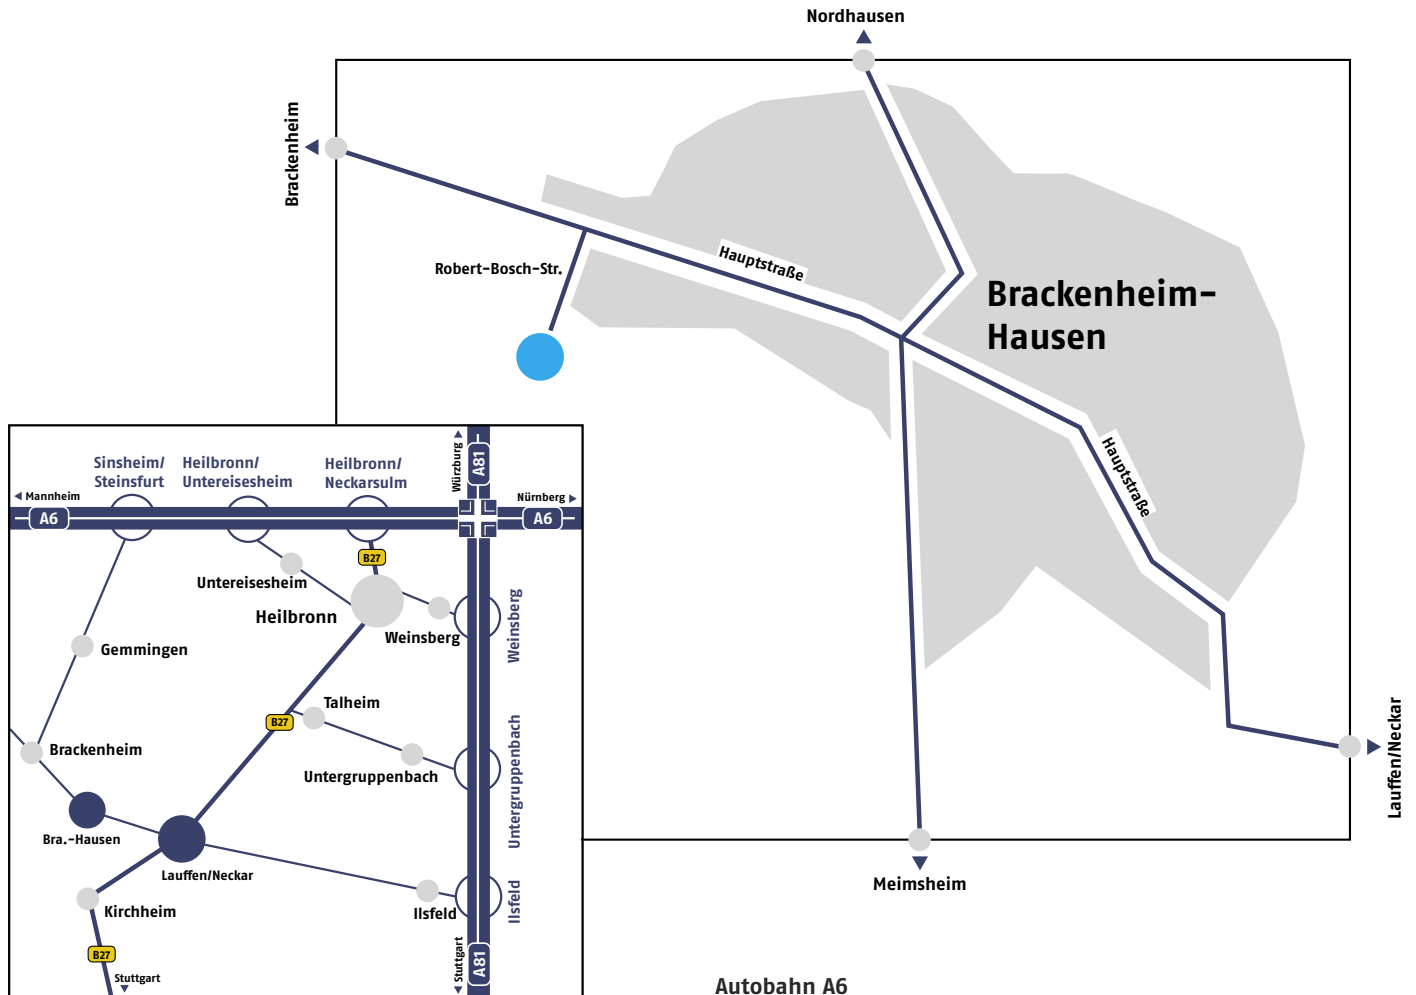 Nordhausen
Brackenheim
Robert-Bosch-Str.
Hauptstraße
Brackenheim-
Hausen
Hauptstraße
Lauffen/Neckar
Meimsheim
Sinsheim/
Steinsfurt
Heilbronn/
Untereisesheim
Heilbronn/
Neckarsulm
Würzburg
A81
Mannheim
A6
Nürnberg
A6
B27
Untereisesheim
Heilbronn
Weinsberg
Weinsberg
Gemmingen
Talheim
B27
Brackenheim
Untergruppenbach
Untergruppenbach
Bra.-Hausen
Lauffen/Neckar
Kirchheim
Ilsfeld
Ilsfeld
B27
Stuttgart
Stuttgart
A81
Autobahn A6